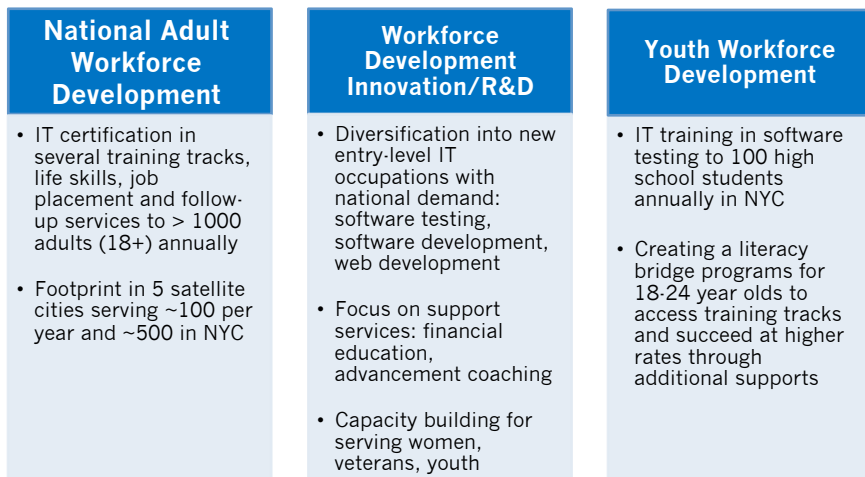 National Adult
Workforce
Development
• IT certification in
several training tracks,
life skills, job
placement and follow-
up services to > 1000
adults (18+) annually
• Footprint in 5 satellite
cities serving ~100 per
year and ~500 in NYC
Workforce
Development
Innovation/R&D
• Diversification into new
entry-level IT
occupations with
national demand:
software testing,
software development,
web development
• Focus on support
services: financial
education,
advancement coaching
• Capacity building for
serving women,
veterans, youth
Youth Workforce
Development
• IT training in software
testing to 100 high
school students
annually in NYC
• Creating a literacy
bridge programs for
18-24 year olds to
access training tracks
and succeed at higher
rates through
additional supports